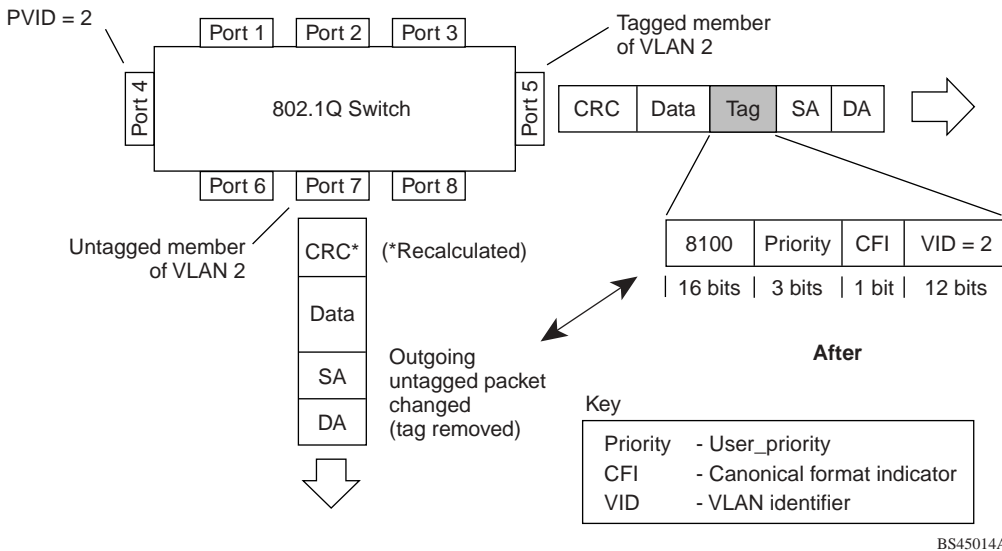 PVID = 2
Port 1
Port 2
Port 3
Tagged member
of VLAN 2
Port 4
802.1Q Switch
Port 5
CRC
Data
Tag
SA
DA
Port 6
Port 7
Port 8
Untagged member
of VLAN 2
CRC*
(*Recalculated)
Data
SA
DA
8100
Priority
CFI
VID = 2
16 bits
3 bits
1 bit
12 bits
After
Outgoing
untagged packet
changed
(tag removed)
Key
Priority - User_priority
CFI - Canonical format indicator
VID - VLAN identifier